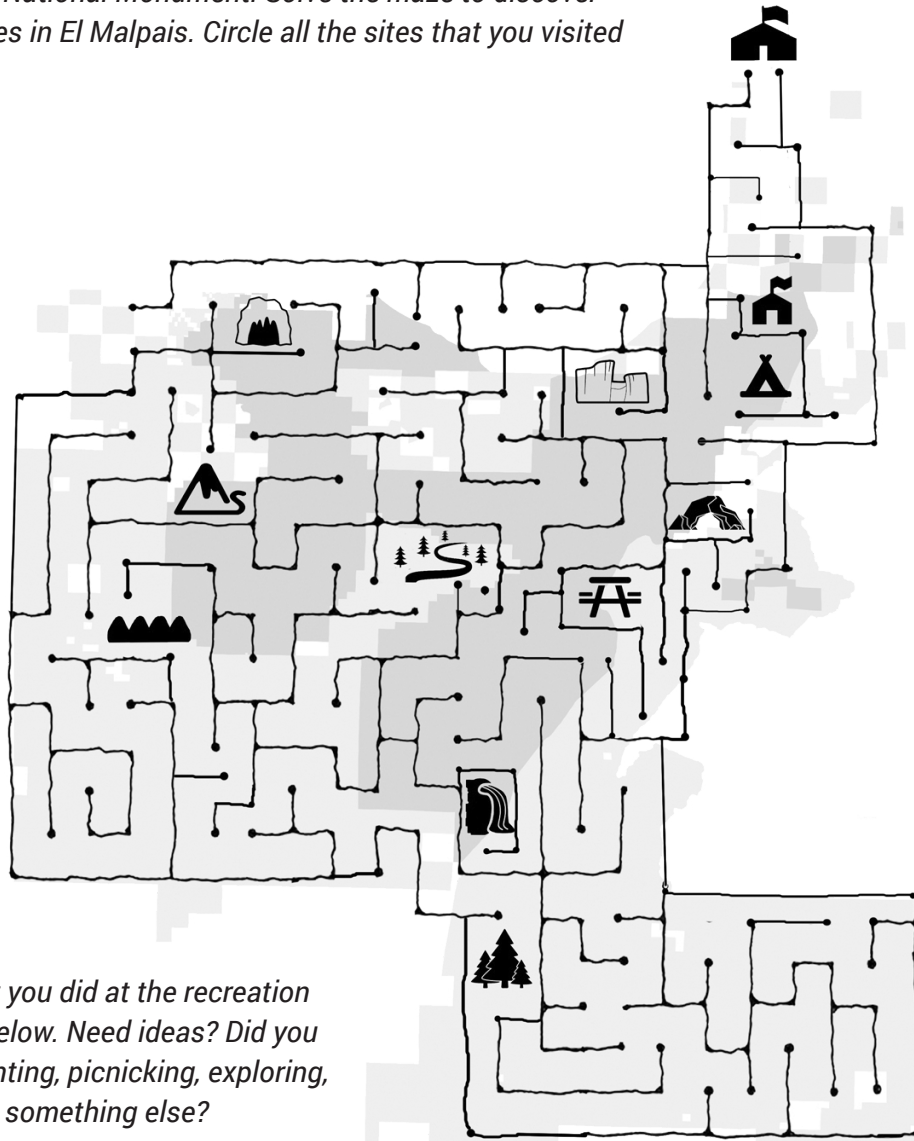 National Monument. Solve the maze to discover
es in El Malpais. Circle all the sites that you visited
you did at the recreation
elow. Need ideas? Did you
nting, picnicking, exploring,
something else?